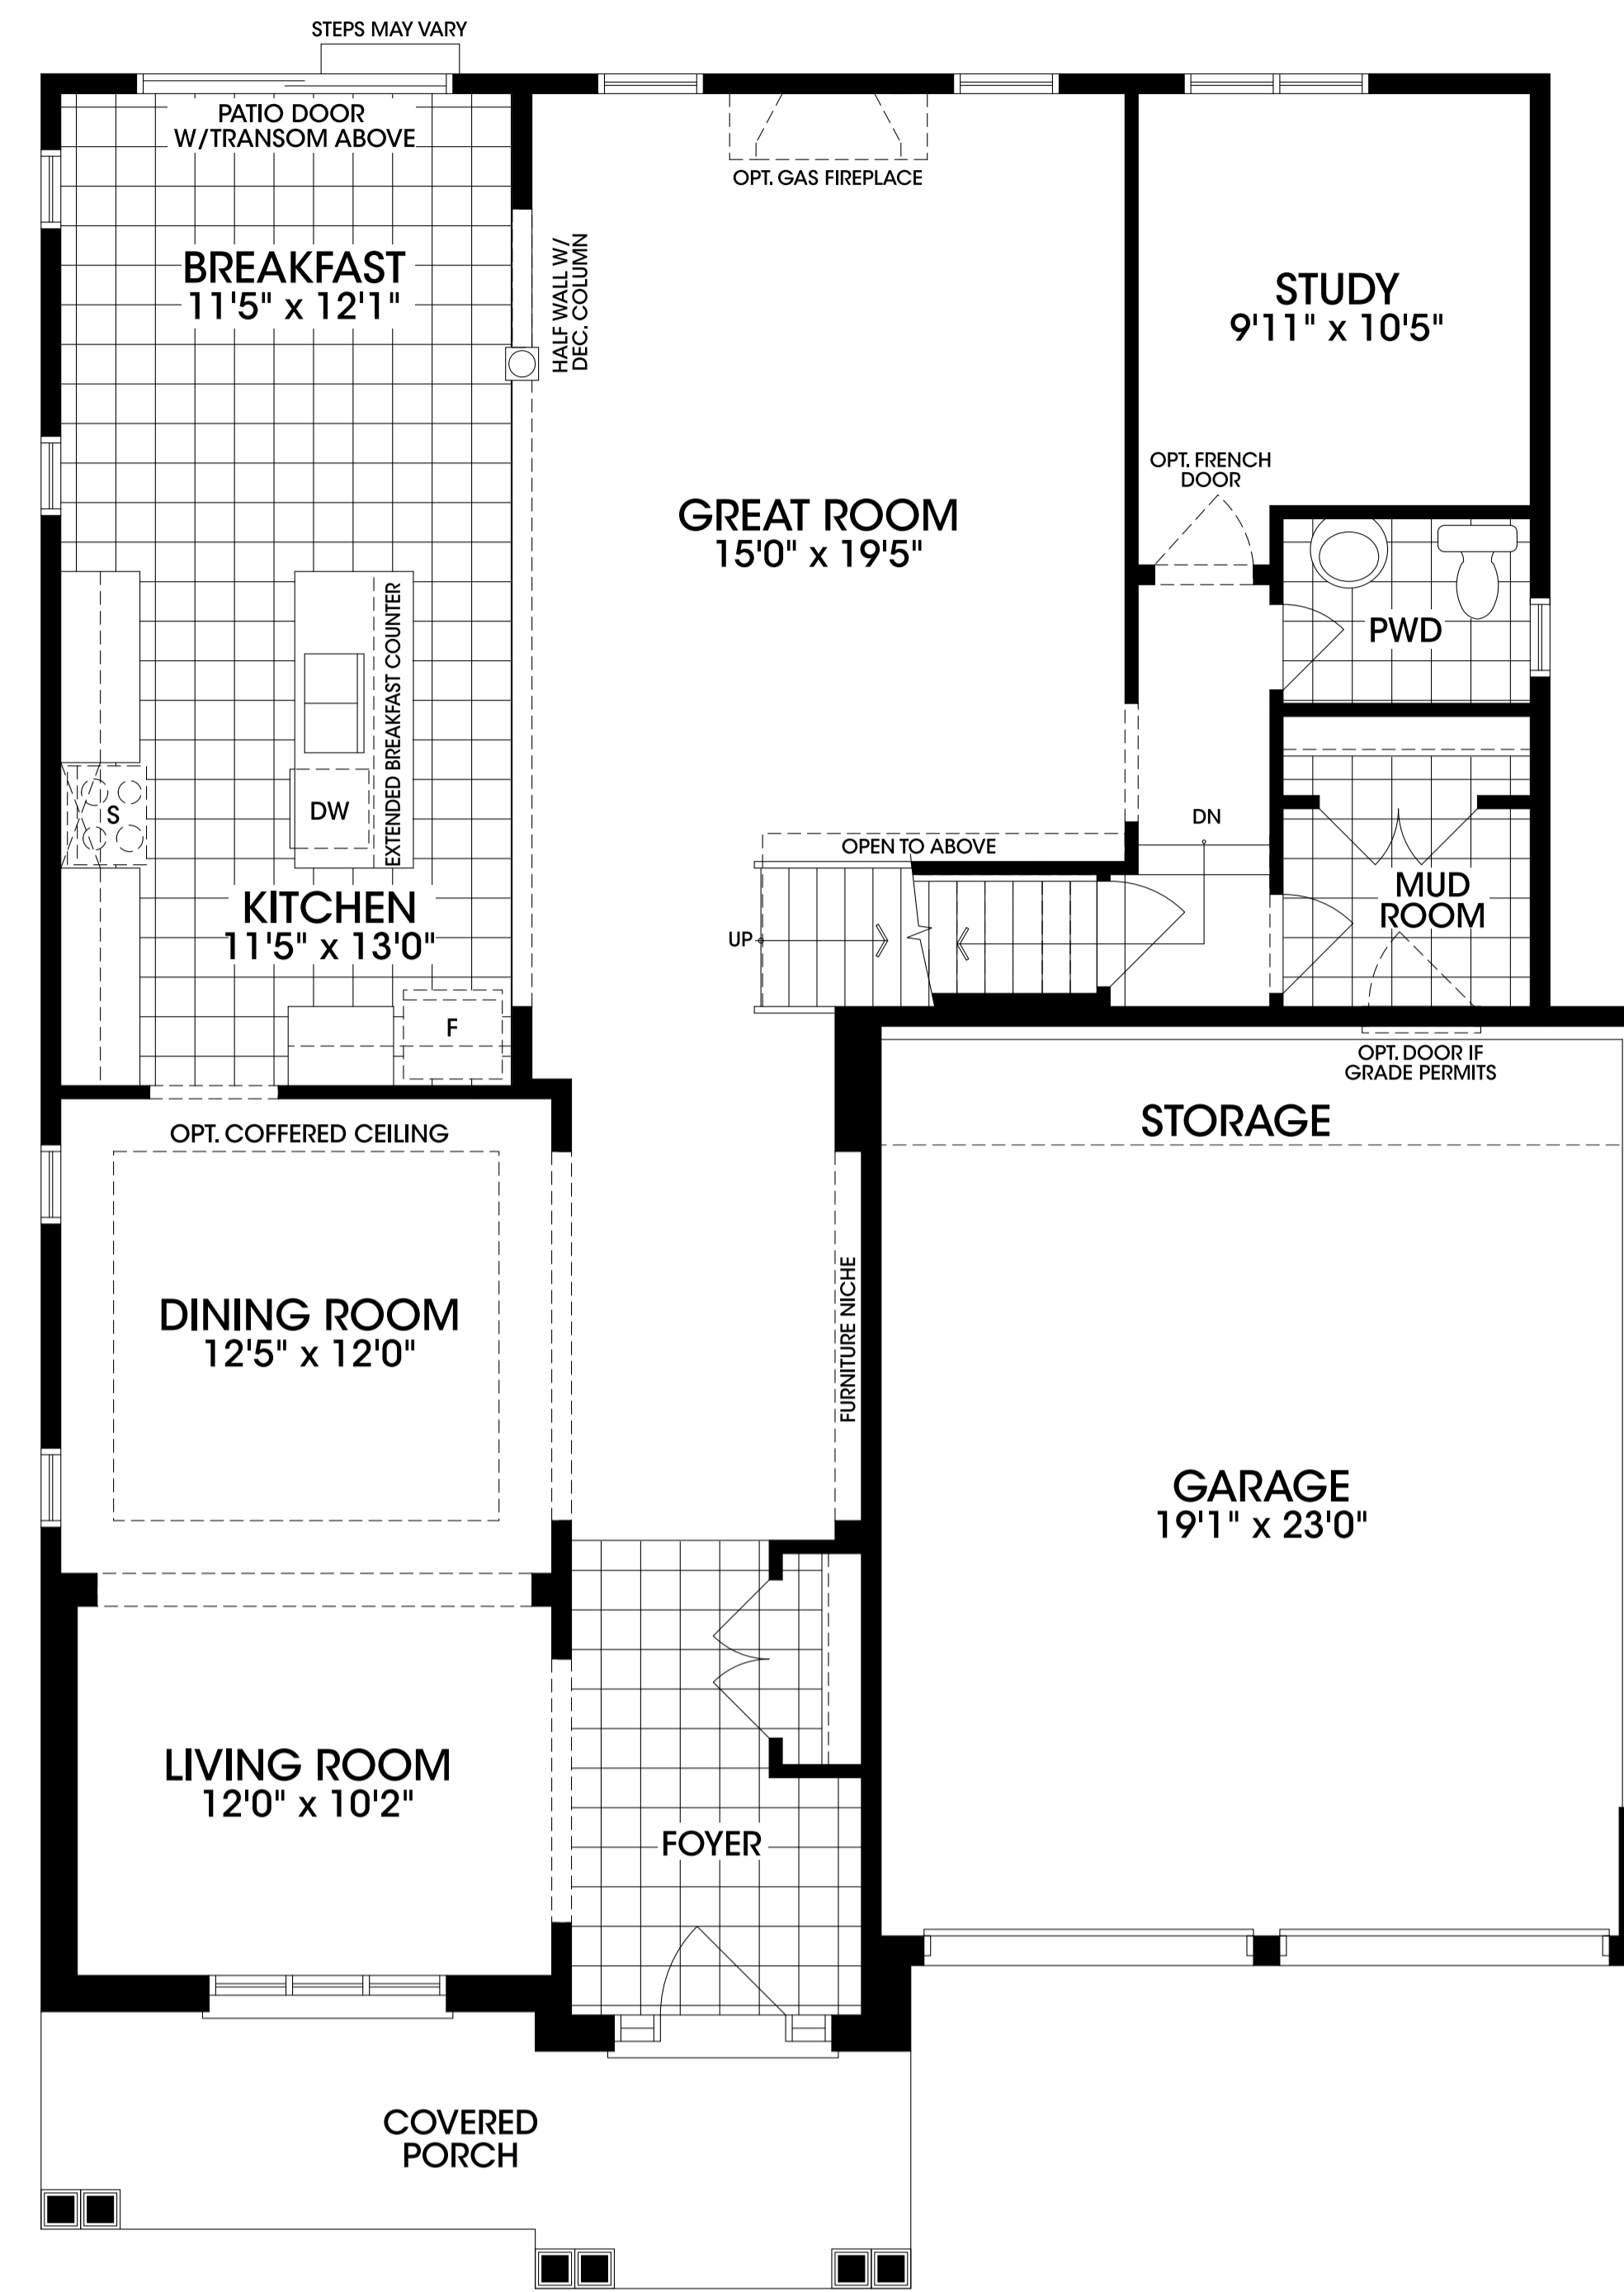 STEPS MAY VARY
PATIO DOOR
W/TRANSOM ABOVE
BREAKFAST
11'5" x 12'1"
HALF WALL W/
DEC. COLUMN
OPT. GAS FIREPLACE
GREAT ROOM
15'0" x 19'5"
STUDY
9'11" x 10'5"
OPT. FRENCH
DOOR
PWD
EXTENDED BREAKFAST COUNTER
S
DW
KITCHEN
11'5" x 13'0"
F
OPEN TO ABOVE
UP
DN
MUD
ROOM
OPT. DOOR IF
GRADE PERMITS
STORAGE
OPT. COFFERED CEILING
DINING ROOM
12'5" x 12'0"
FURNITURE NICHE
GARAGE
19'1" x 23'0"
LIVING ROOM
12'0" x 10'2"
FOYER
COVERED
PORCH